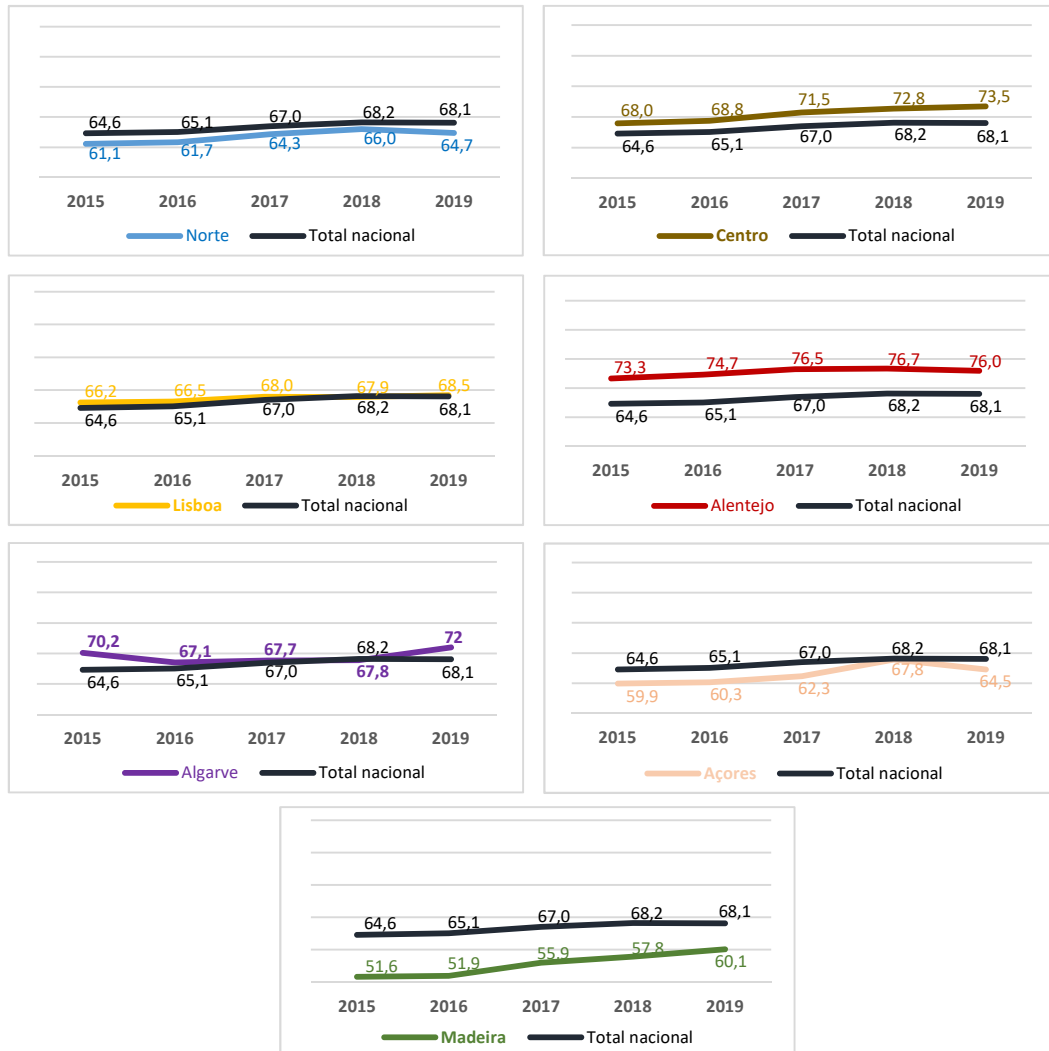 64,6 65,1 67,0 68,2 68,1
61,1 61,7 64,3 66,0 64,7
2015 2016 2017 2018 2019
Norte Total nacional
68,0 68,8 71,5 72,8 73,5
64,6 65,1 67,0 68,2 68,1
2015 2016 2017 2018 2019
Centro Total nacional
66,2 66,5 68,0 67,9 68,5
64,6 65,1 67,0 68,2 68,1
2015 2016 2017 2018 2019
Lisboa Total nacional
73,3 74,7 76,5 76,7 76,0
64,6 65,1 67,0 68,2 68,1
2015 2016 2017 2018 2019
Alentejo Total nacional
70,2 67,1 67,7 68,2 72
64,6 65,1 67,0 67,8 68,1
2015 2016 2017 2018 2019
Algarve Total nacional
64,6 65,1 67,0 68,2 68,1
59,9 60,3 62,3 67,8 64,5
2015 2016 2017 2018 2019
Açores Total nacional
64,6 65,1 67,0 68,2 68,1
51,6 51,9 55,9 57,8 60,1
2015 2016 2017 2018 2019
Madeira Total nacional